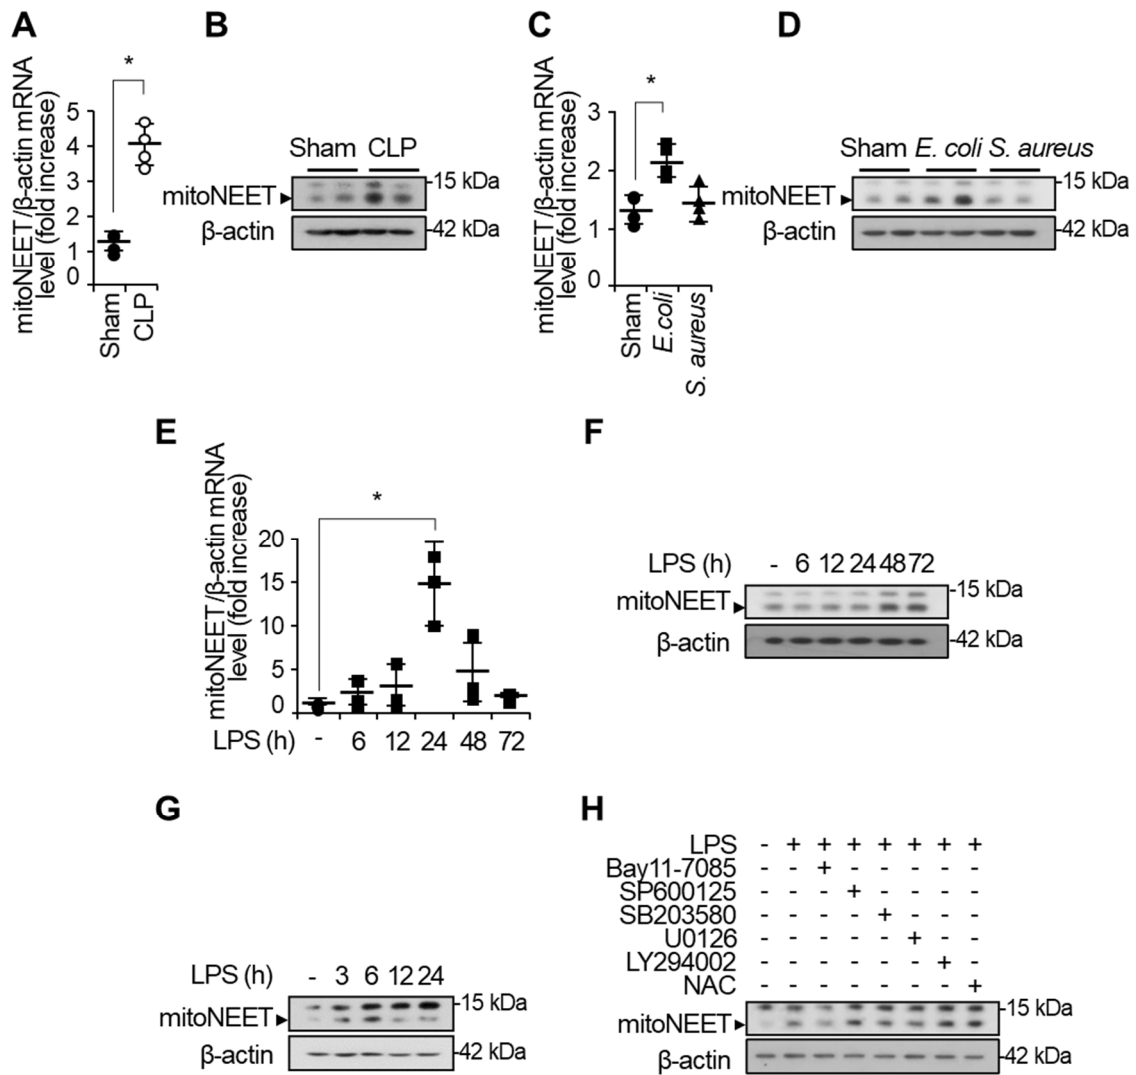 A
mitoNEET/β-actin mRNA
level (fold increase)
*
5
4
3
2
1
0
Sham
CLP
B
Sham CLP
mitoNEET
-15 kDa
β-actin
-42 kDa
C
mitoNEET/β-actin mRNA
level (fold increase)
*
3
2
1
0
Sham
E.coli
S. aureus
D
Sham E. coli S. aureus
mitoNEET
-15 kDa
β-actin
-42 kDa
E
mitoNEET/β-actin mRNA
level (fold increase)
*
20
15
10
5
0
LPS (h) - 6 12 24 48 72
F
LPS (h) - 6 12 24 48 72
mitoNEET
-15 kDa
β-actin
-42 kDa
G
LPS (h) - 3 6 12 24
mitoNEET
-15 kDa
β-actin
-42 kDa
H
LPS - + + + + + + +
Bay11-7085 - - + - - - - -
SP600125 - - - + - - - -
SB203580 - - - - + - - -
U0126 - - - - - + - -
LY294002 - - - - - - + -
NAC - - - - - - - +
mitoNEET
-15 kDa
β-actin
-42 kDa